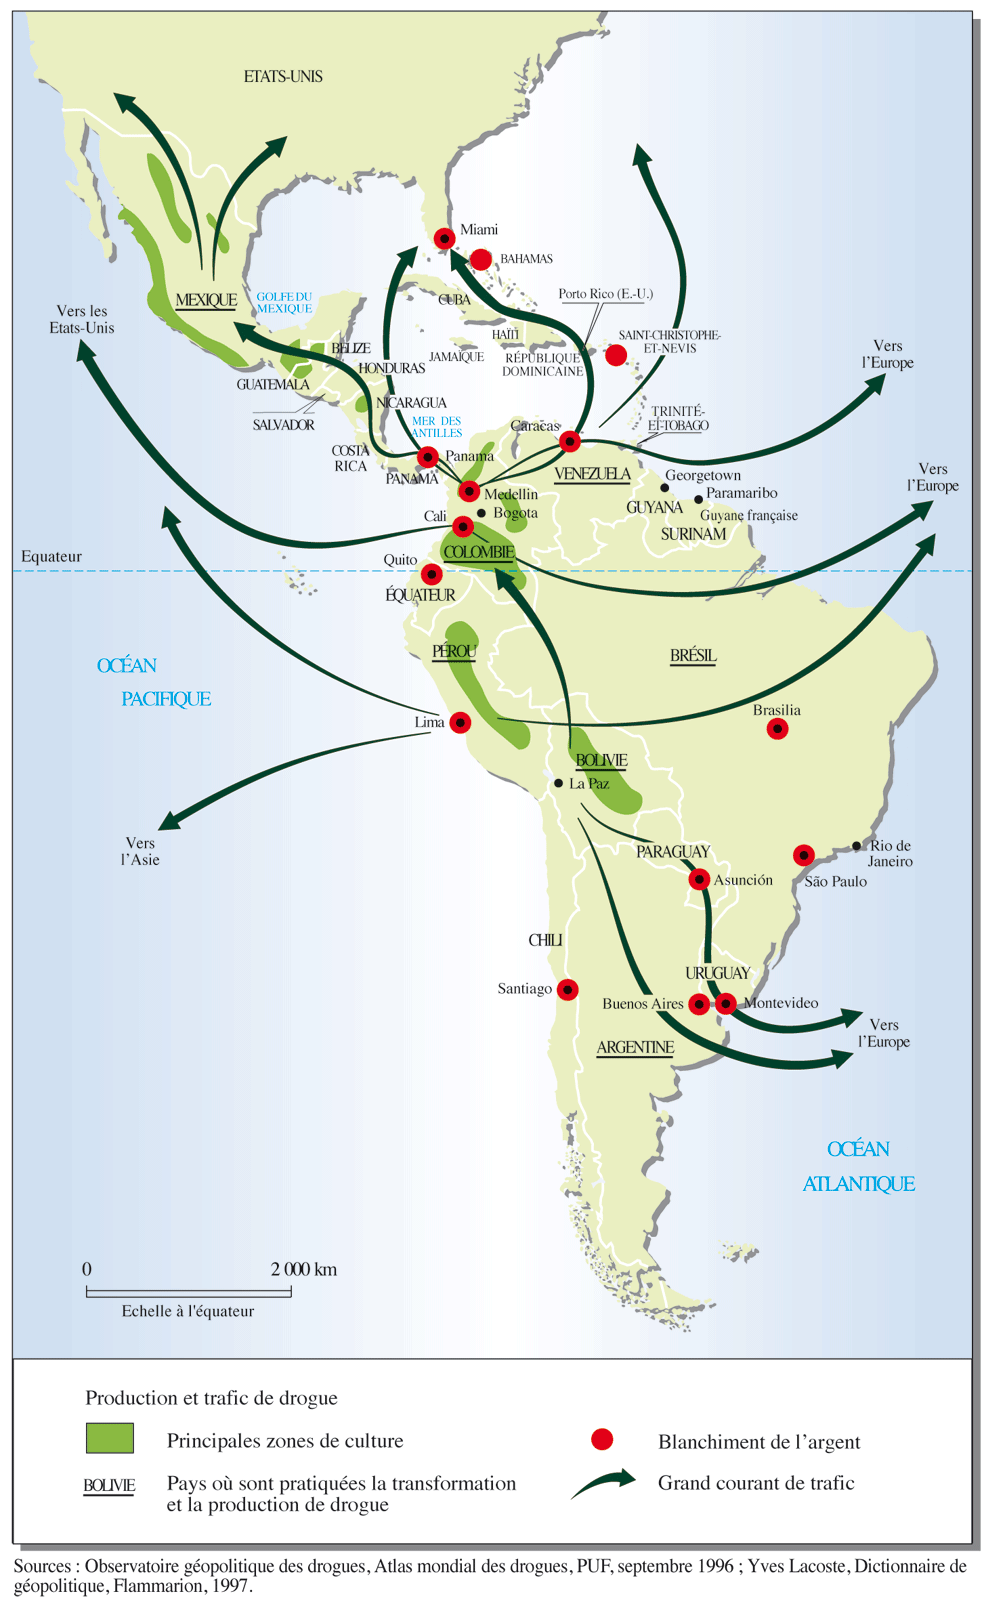 ETATS-UNIS
Miami
BAHAMAS
MEXIQUE
GOLFE DU
MEXIQUE
CUBA
Porto Rico (E.-U.)
Vers les
Etats-Unis
HAÏTI
SAINT-CHRISTOPHE-
ET-NEVIS
BÉLIZE
JAMAÏQUE
RÉPUBLIQUE
DOMINICAINE
Vers
l'Europe
HONDURAS
GUATEMALA
NICARAGUA
SALVADOR
MER DES
ANTILLES
Caracas
TRINITÉ-
ET-TOBAGO
COSTA
RICA
Panama
PANAMÁ
VENEZUELA
Georgetown
Vers
l'Europe
Medellin
Paramaribo
Bogota
GUYANA
Guyane française
Cali
SURINAM
COLOMBIE
Equateur
Quito
ÉQUATEUR
PÉROU
BRÉSIL
OCÉAN
PACIFIQUE
Lima
Brasilia
BOLIVIE
La Paz
Vers
l'Asie
PARAGUAY
Rio de
Janeiro
Asunción
São Paulo
CHILI
URUGUAY
Santiago
Buenos Aires
Montevideo
Vers
l'Europe
ARGENTINE
OCÉAN
ATLANTIQUE
0 2 000 km
Echelle à l'équateur
Production et trafic de drogue
Principales zones de culture
Blanchiment de l'argent
BOLIVIE
Pays où sont pratiquées la transformation
et la production de drogue
Grand courant de trafic
Sources : Observatoire géopolitique des drogues, Atlas mondial des drogues, PUF, septembre 1996 ; Yves Lacoste, Dictionnaire de
géopolitique, Flammarion, 1997.